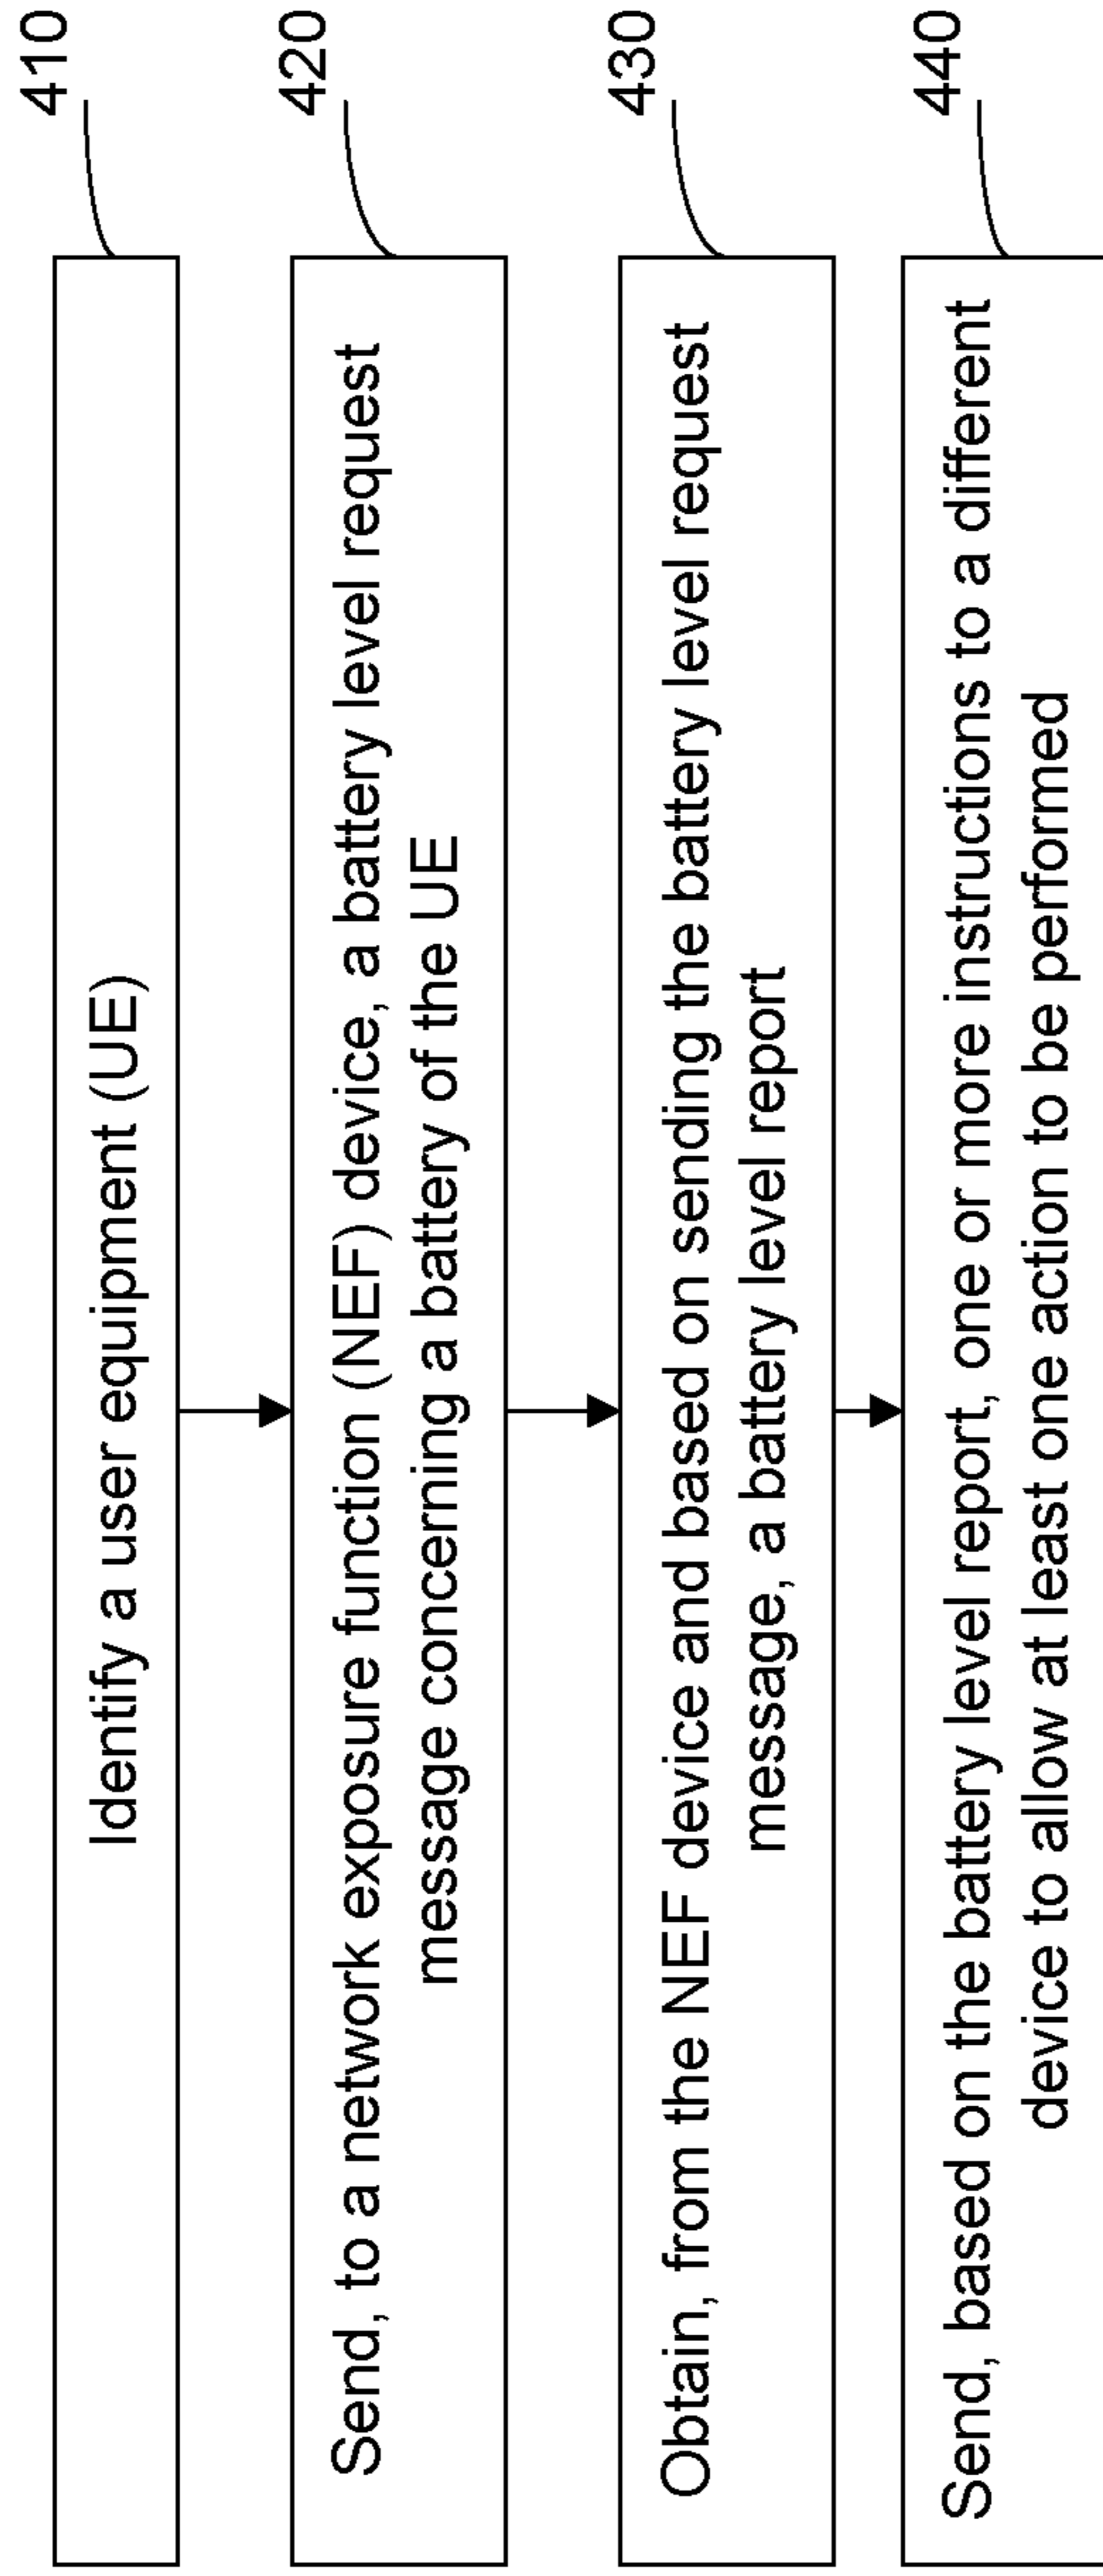 410
Identify a user equipment (UE)
420
Send, to a network exposure function (NEF) device, a battery level request
message concerning a battery of the UE
430
Obtain, from the NEF device and based on sending the battery level request
message, a battery level report
440
Send, based on the battery level report, one or more instructions to a different
device to allow at least one action to be performed